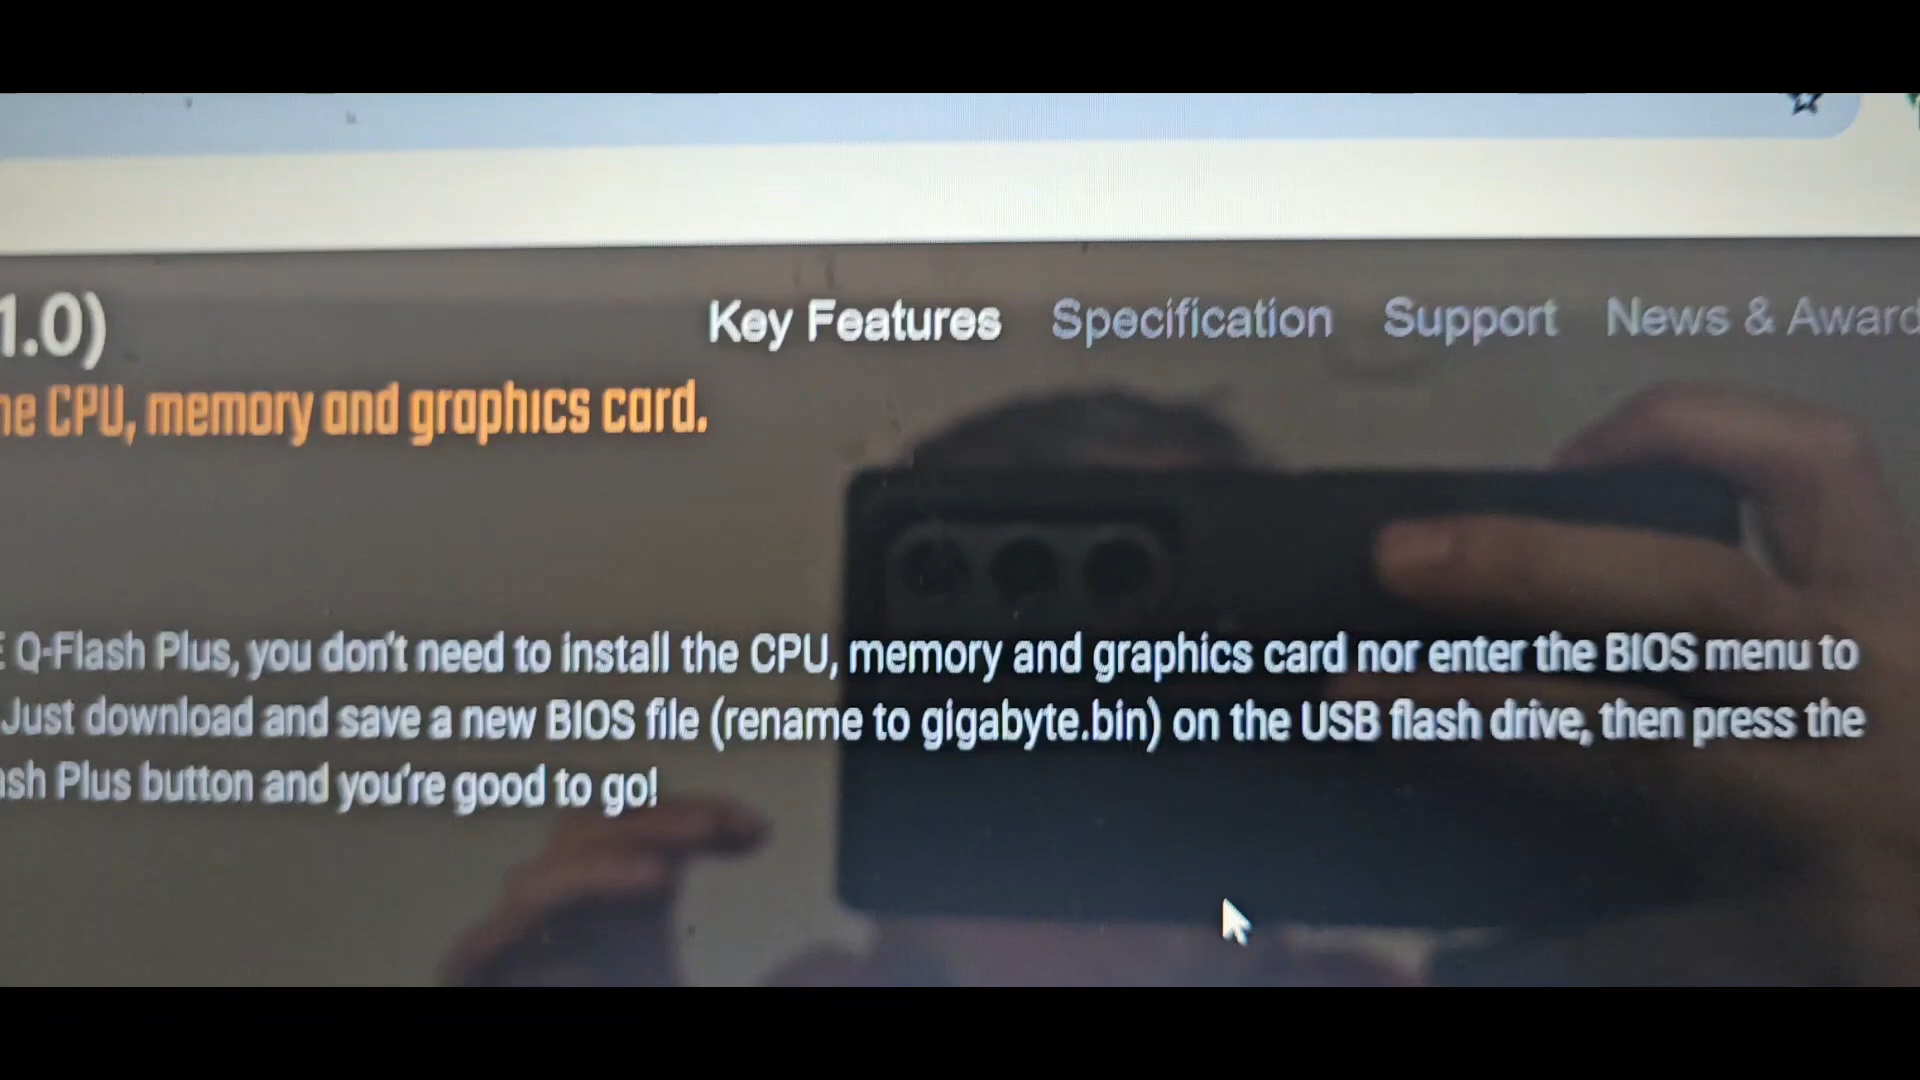 1.0)
Key Features Specification Support News &
CPU, memory and graphics card.
Q-Flash Plus, you don't need to install the CPU, memory and graphics card nor enter the BIOS menu to
Just download and save a new BIOS file (rename to gigabyte.bin) on the USB flash drive, then press the
Plus button and you're good to go!